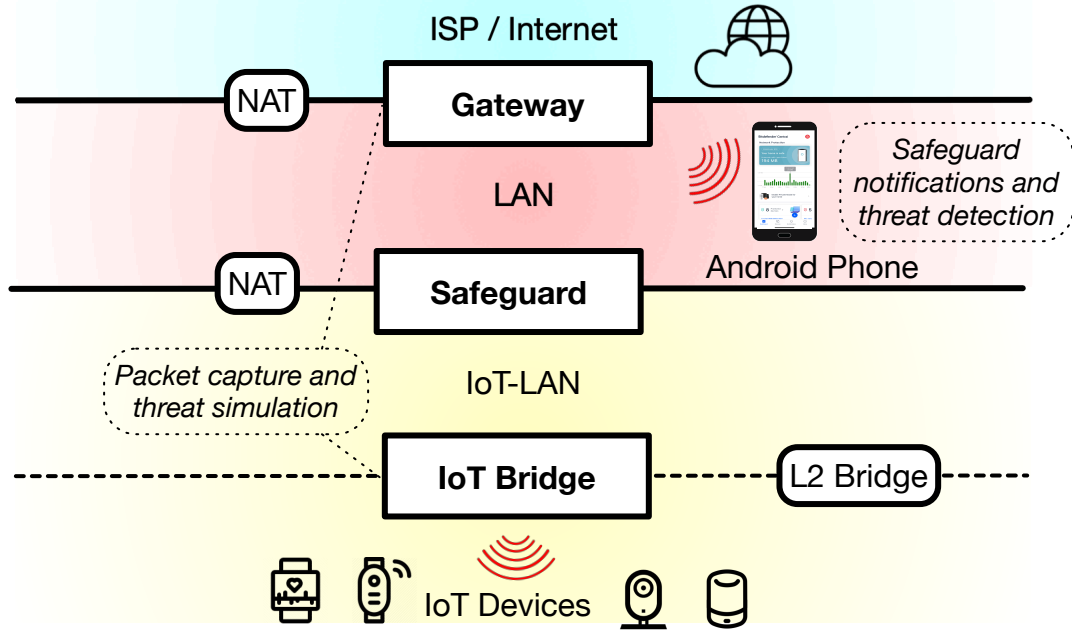 ISP / Internet
NAT
Gateway
LAN
Safeguard
notifications and
threat detection
Android Phone
NAT
Safeguard
Packet capture and
threat simulation
IoT-LAN
IoT Bridge
L2 Bridge
IoT Devices